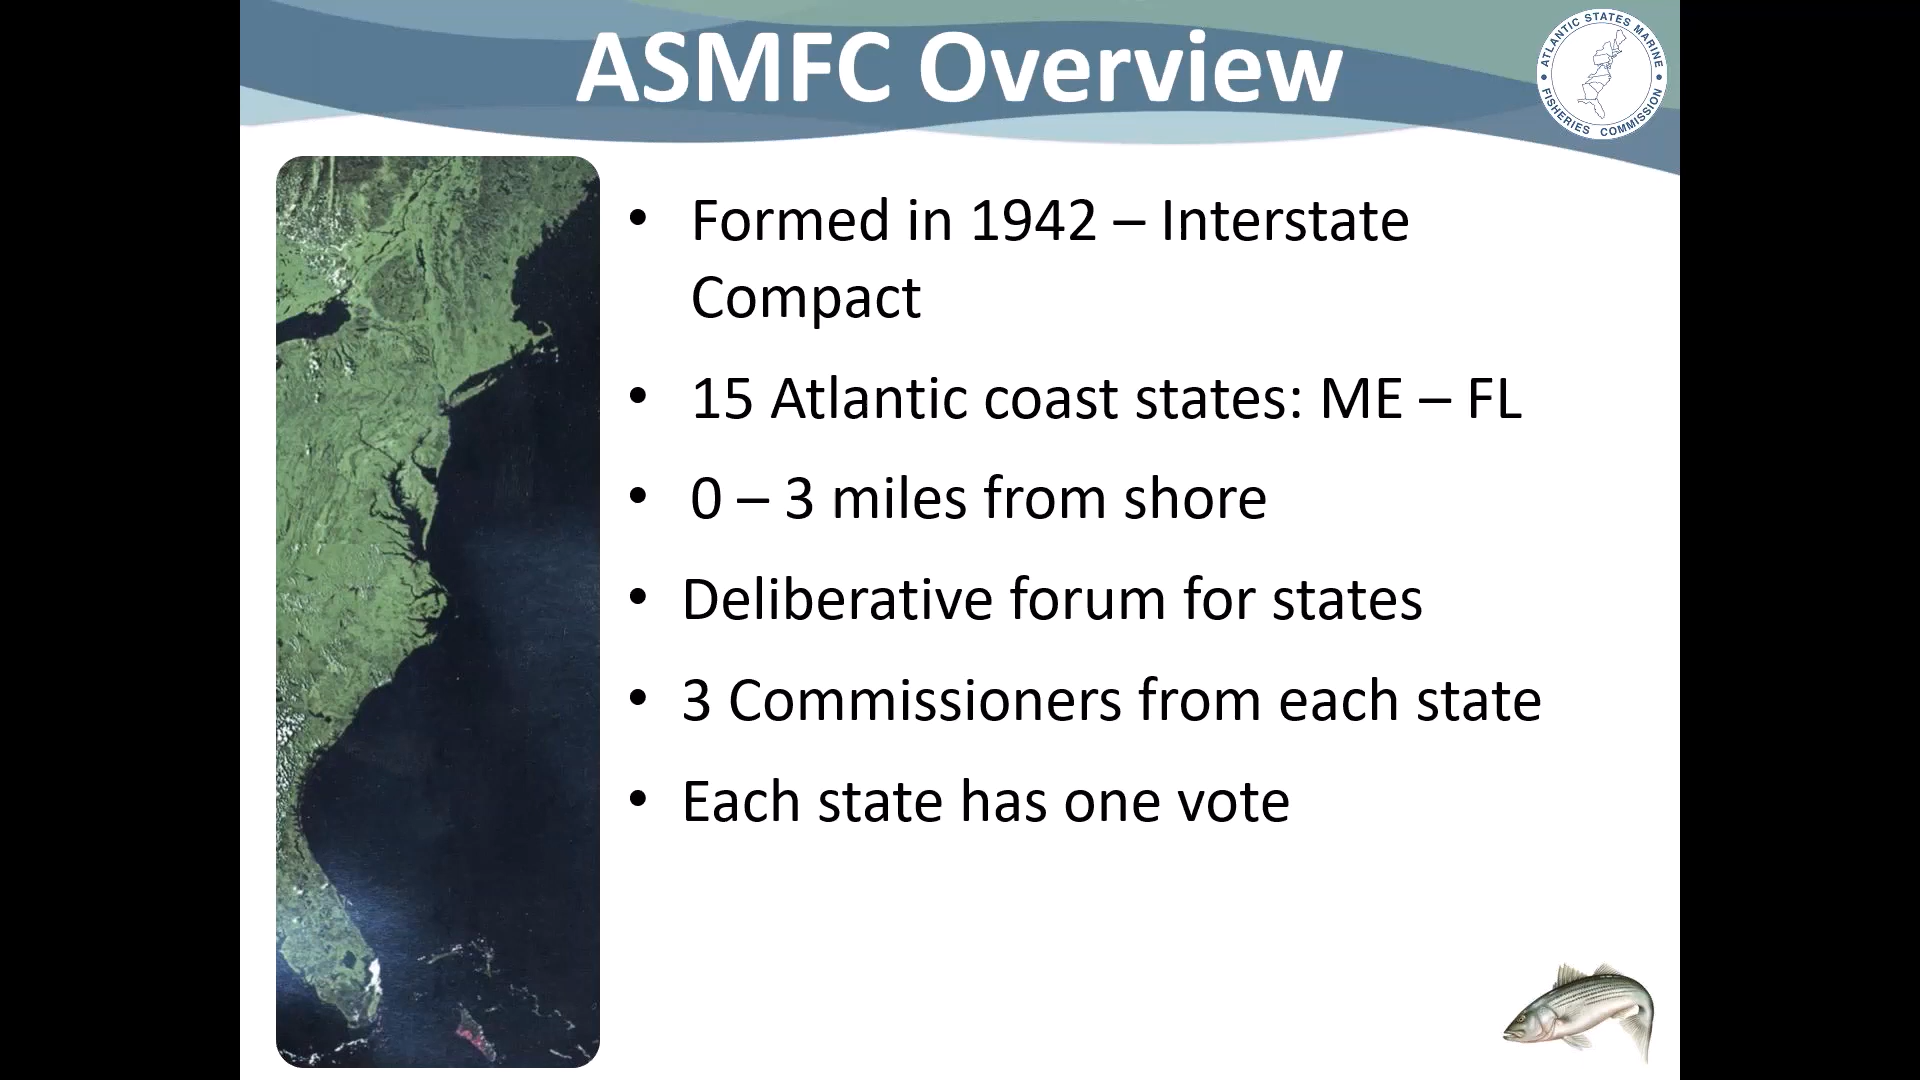 ASMFC Overview
ATLANTIC STATES MARINE
FISHERIES COMMISSION
• Formed in 1942 – Interstate
Compact
• 15 Atlantic coast states: ME – FL
• 0 – 3 miles from shore
• Deliberative forum for states
• 3 Commissioners from each state
• Each state has one vote